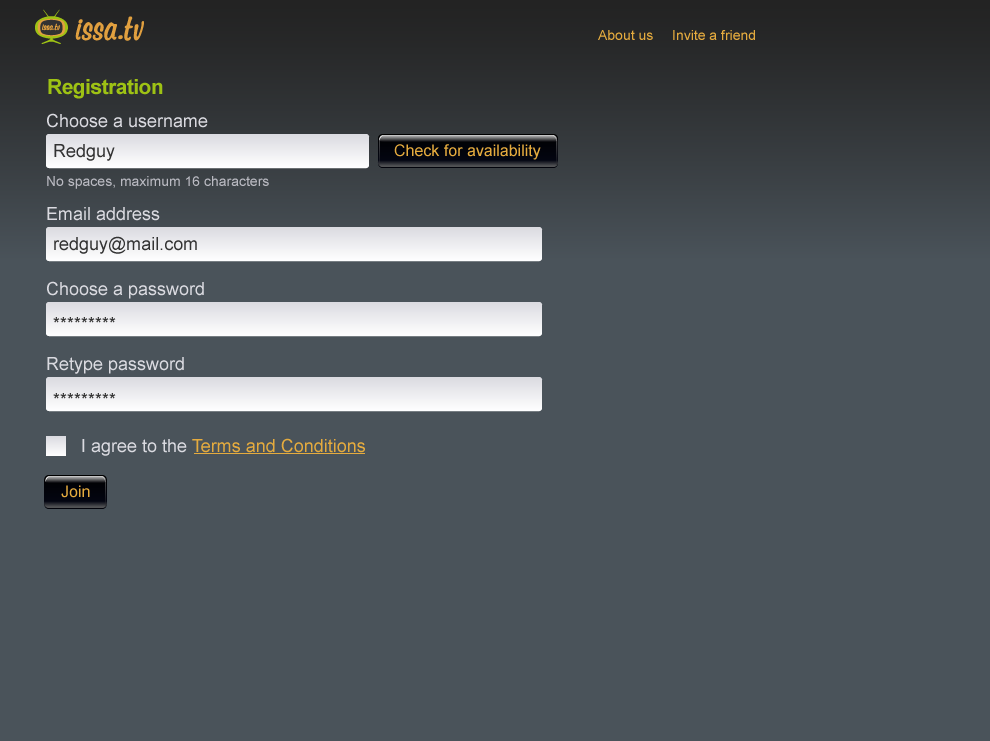 issa.tv issa.tv
About us Invite a friend
Registration
Choose a username
Redguy Check for availability
No spaces, maximum 16 characters
Email address
redguy@mail.com
Choose a password
*********
Retype password
*********
I agree to the Terms and Conditions
Join